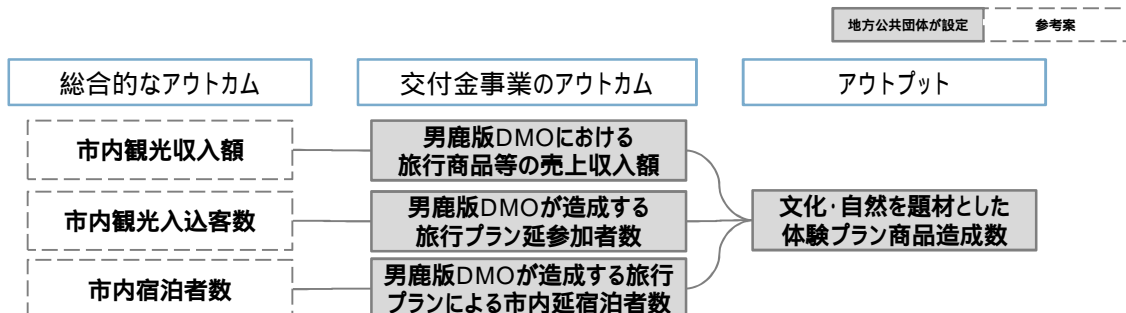 地方公共団体が設定
参考案
総合的なアウトカム
交付金事業のアウトカム
アウトプット
市内観光収入額
男鹿版DMOにおける
旅行商品等の売上収入額
市内観光入込客数
男鹿版DMOが造成する
旅行プラン延参加者数
文化・自然を題材とした
体験プラン商品造成数
市内宿泊者数
男鹿版DMOが造成する旅行
プランによる市内延宿泊者数